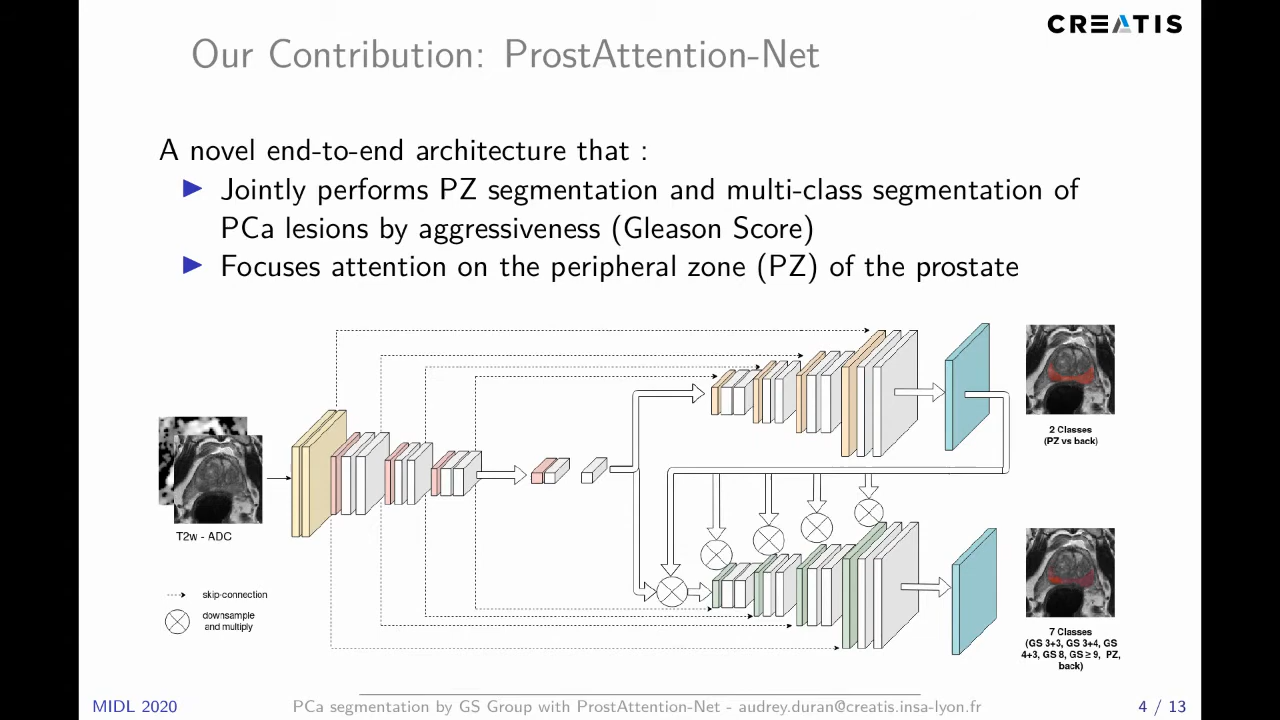 CREATIS
Our Contribution: ProstAttention-Net
A novel end-to-end architecture that :
Jointly performs PZ segmentation and multi-class segmentation of
PCa lesions by aggressiveness (Gleason Score)
Focuses attention on the peripheral zone (PZ) of the prostate
2 Classes
(PZ vs back)
T2w - ADC
skip-connection
downsample
and multiply
7 Classes
(GS 3+3, GS 3+4, GS
4+3, GS 8, GS ≥ 9, PZ,
back)
MIDL 2020
PCa segmentation by GS Group with ProstAttention-Net - audrey.duran@creatis.insa-lyon.fr
4 / 13